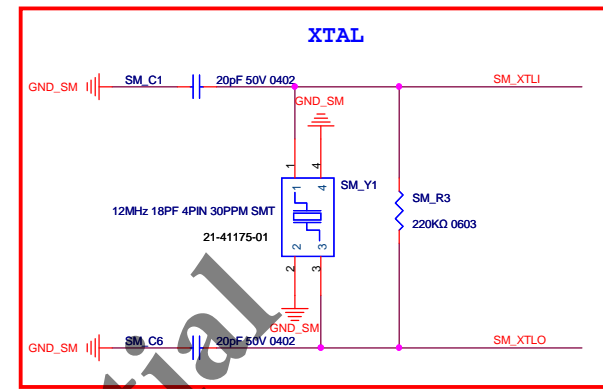 XTAL
GND_SM
SM_C1
20pF 50V 0402
SM_XTLI
GND_SM
1
4
1
4
SM_Y1
12MHz 18PF 4PIN 30PPM SMT
21-41175-01
SM_R3
220KΩ 0603
2
3
2
3
GND_SM
GND_SM
SM_C6
20pF 50V 0402
SM_XTLO
tial